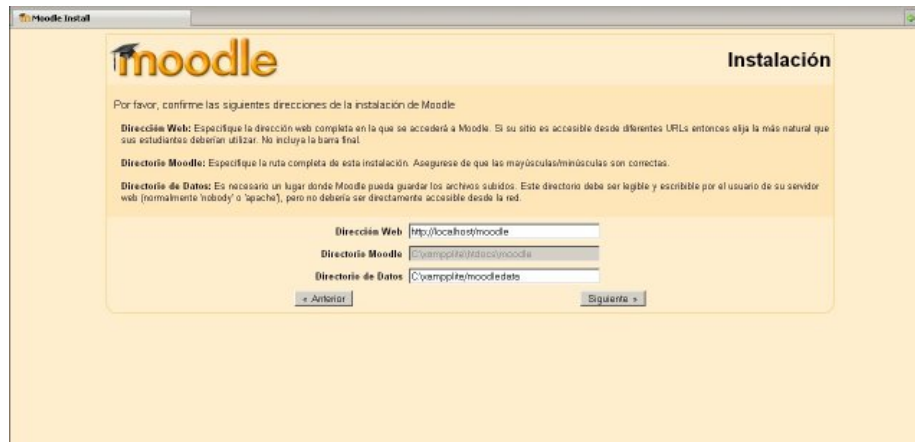 Moodle Install
moodle
Instalación
Por favor, confirme las siguientes direcciones de la instalación de Moodle
Dirección Web: Especifique la dirección web completa en la que se accederá a Moodle. Si su sitio es accesible desde diferentes URLs entonces elija la más natural que
sus estudiantes deberían utilizar. No incluya la barra final.
Directorio Moodle: Especifique la ruta completa de esta instalación. Asegurese de que las mayúsculas/minúsculas son correctas.
Directorio de Datos: Es necesario un lugar donde Moodle pueda guardar los archivos subidos. Este directorio debe ser legible y escribible por el usuario de su servidor
web (normalmente 'nobody' o 'apache'), pero no debería ser directamente accesible desde la red.
Dirección Web http://localhost/moodle
Directorio Moodle C:\xampplite\htdocs\moodle
Directorio de Datos C:\xampplite/moodledata
« Anterior
Siguiente »